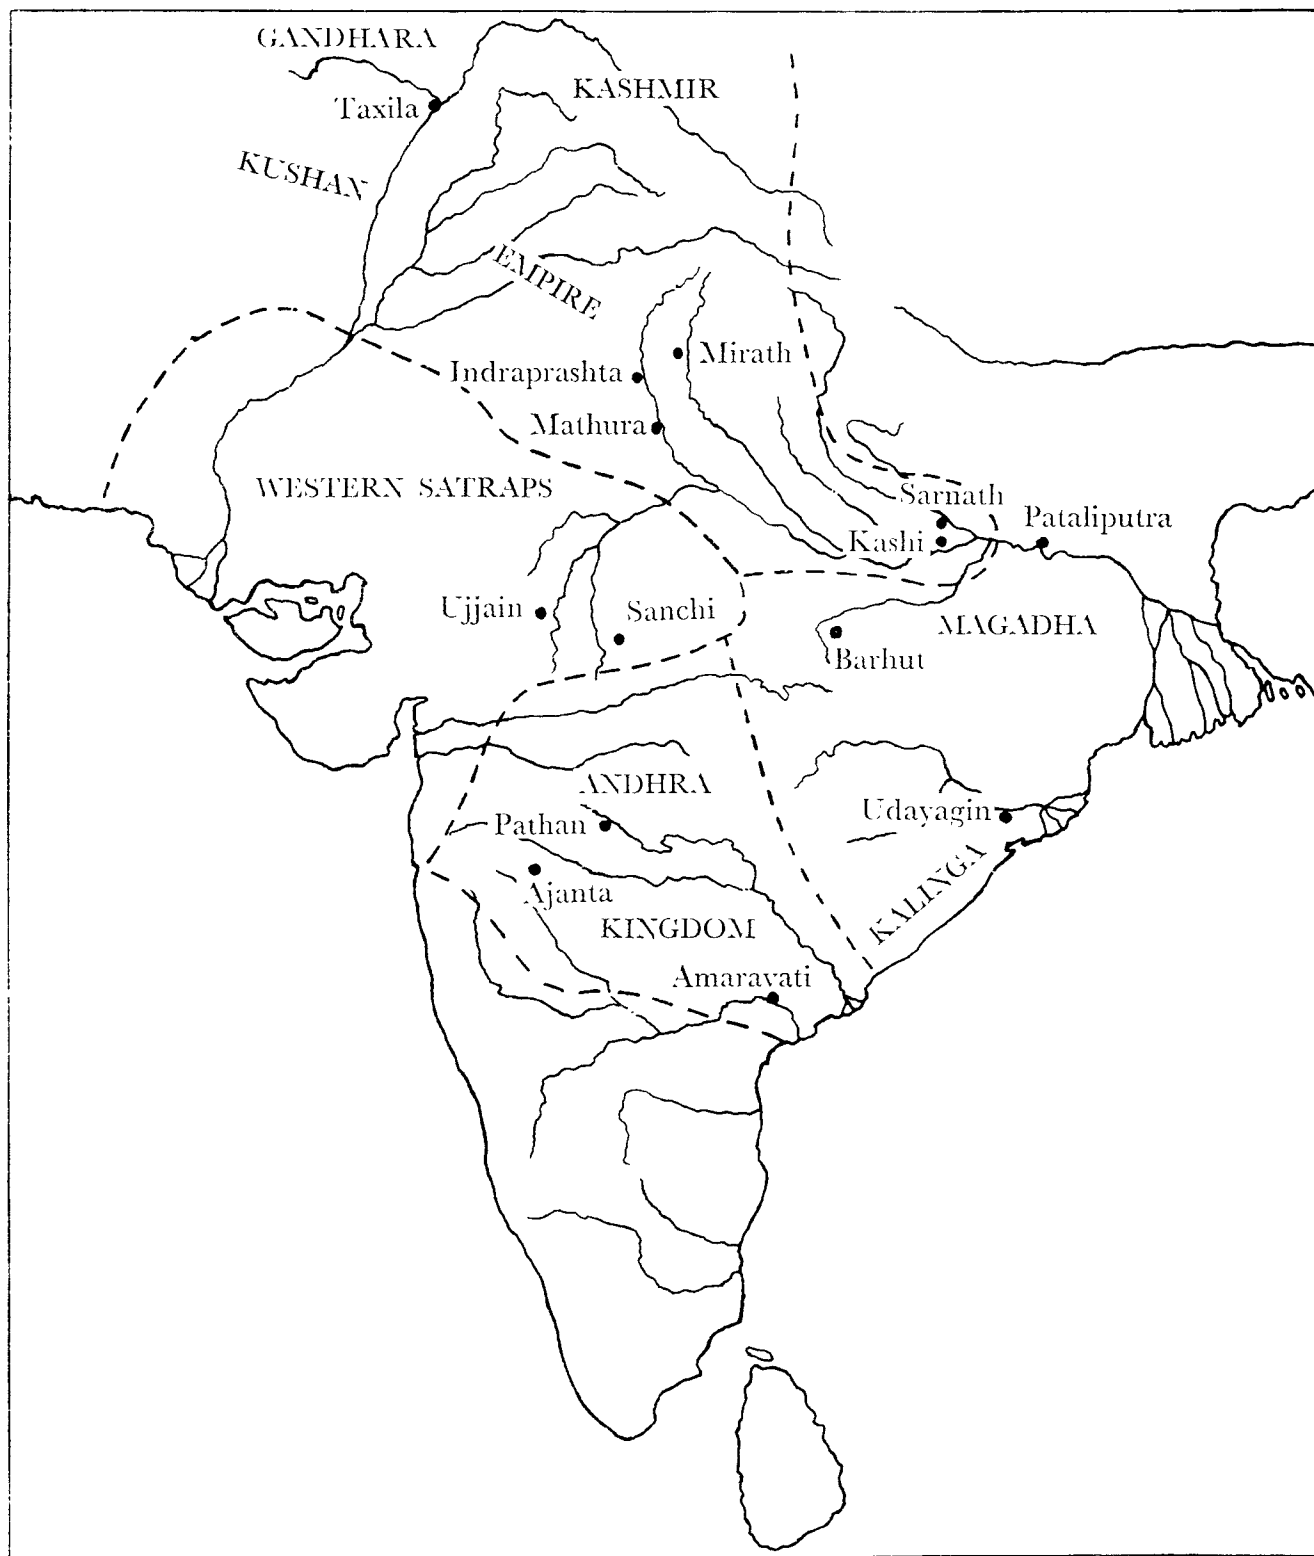 GANDHARA
KASHMIR
Taxila
KUSHAN
EMPIRE
Mirath
Indraprashta
Mathura
WESTERN SATRAPS
Sarnath
Pataliputra
Kashi
Ujjain
Sanchi
MAGADHA
Barhut
ANDHRA
Udayagin
Pathan
Ajanta
KALINGA
KINGDOM
Amaravati